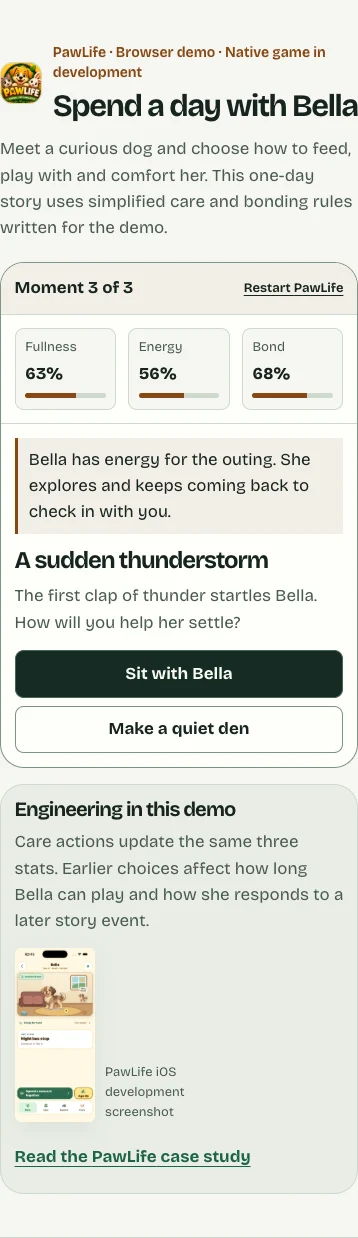 PawLife · Browser demo · Native game in
development
PAWLIFE
Spend a day with Bella
Meet a curious dog and choose how to feed,
play with and comfort her. This one-day
story uses simplified care and bonding rules
written for the demo.
Moment 3 of 3
Restart PawLife
Fullness
Energy
Bond
63%
56%
68%
Bella has energy for the outing. She
explores and keeps coming back to
check in with you.
A sudden thunderstorm
The first clap of thunder startles Bella.
How will you help her settle?
Sit with Bella
Make a quiet den
Engineering in this demo
Care actions update the same three
stats. Earlier choices affect how long
Bella can play and how she responds to a
later story event.
Bella
PawLife iOS
development
screenshot
Read the PawLife case study